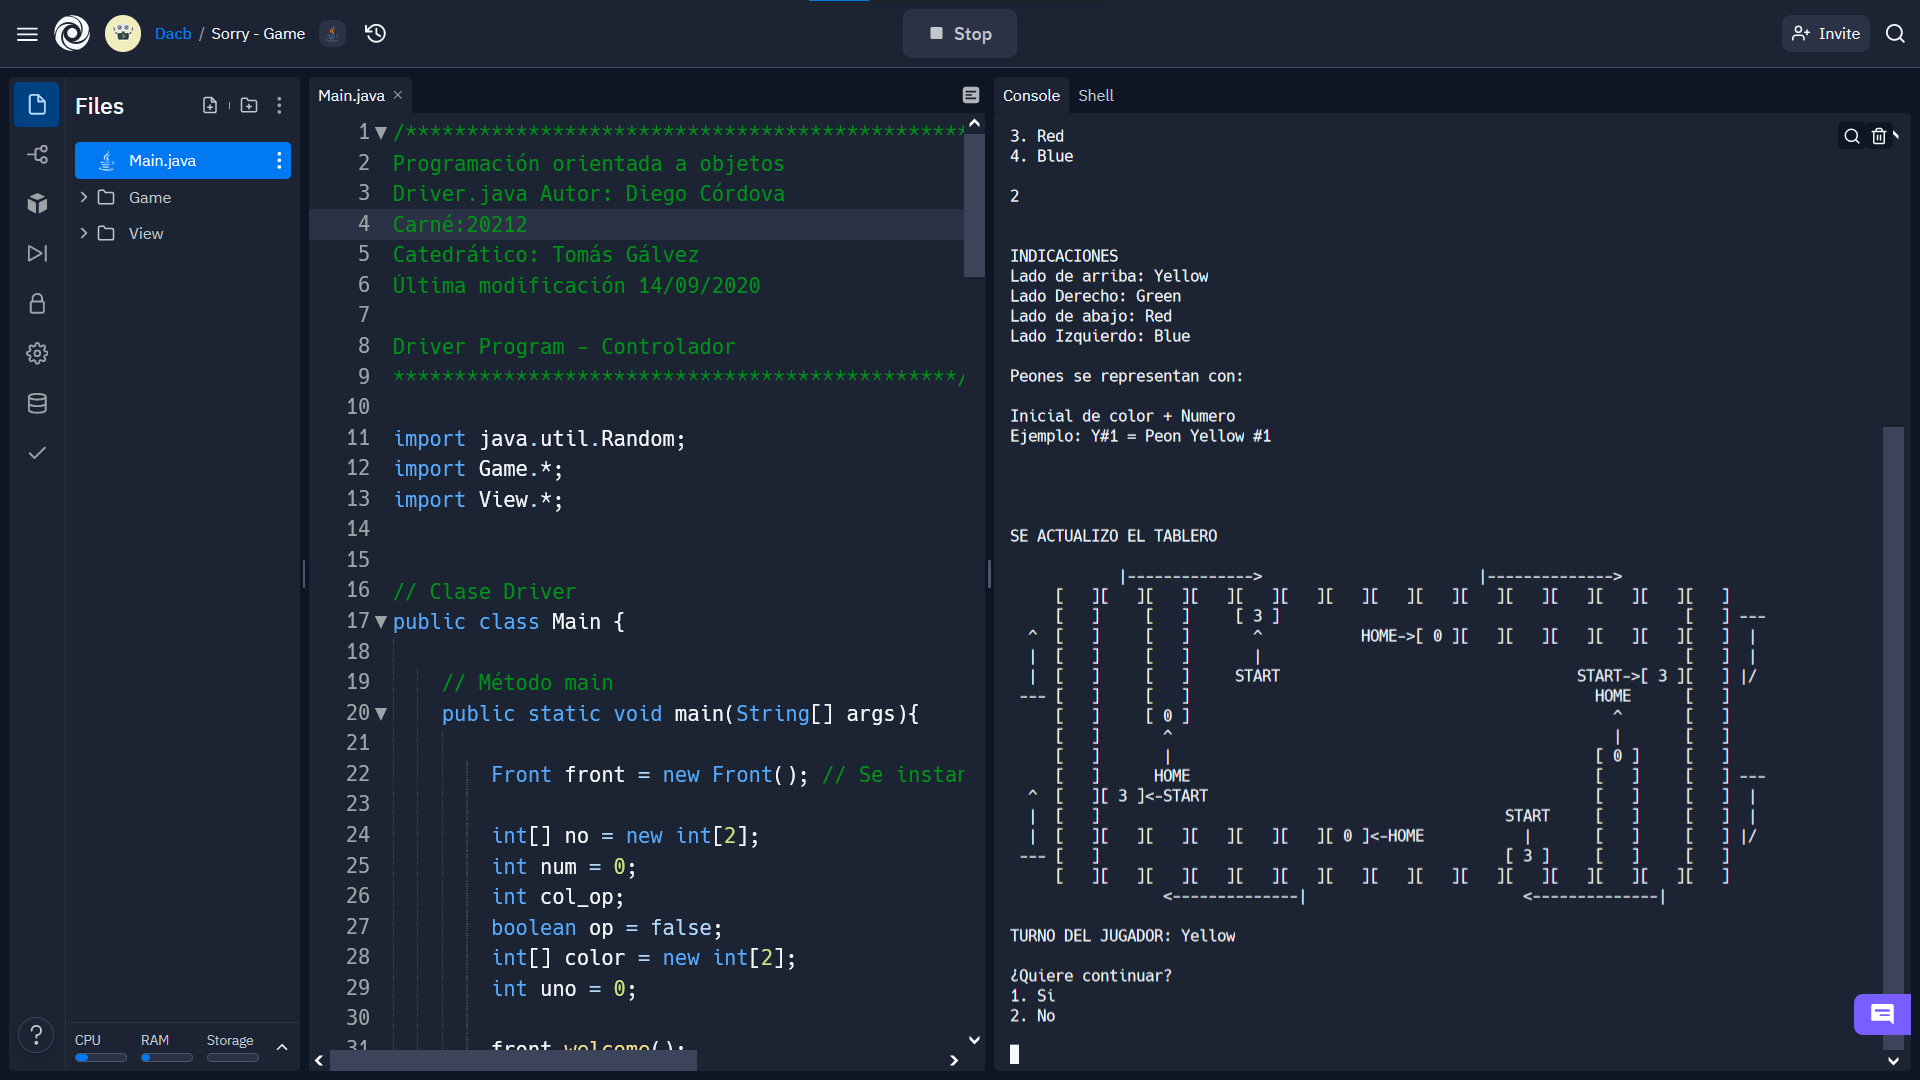 Dacb / Sorry - Game
Stop
Invite
Files
Main.java
Game
View
CPU RAM Storage
Main.java
1 /**********************************************
2 Programación orientada a objetos
3 Driver.java Autor: Diego Córdova
4 Carné:20212
5 Catedrático: Tomás Gálvez
6 Última modificación 14/09/2020
7
8 Driver Program - Controlador
9 **********************************************/
10
11 import java.util.Random;
12 import Game.*;
13 import View.*;
14
15
16 // Clase Driver
17 public class Main {
18
19     // Método main
20     public static void main(String[] args){
21
22         Front front = new Front(); // Se instan
23
24         int[] no = new int[2];
25         int num = 0;
26         int col_op;
27         boolean op = false;
28         int[] color = new int[2];
29         int uno = 0;
30
31         front.welcome();
Console Shell
3. Red
4. Blue
2
INDICACIONES
Lado de arriba: Yellow
Lado Derecho: Green
Lado de abajo: Red
Lado Izquierdo: Blue
Peones se representan con:
Inicial de color + Numero
Ejemplo: Y#1 = Peon Yellow #1
SE ACTUALIZO EL TABLERO
            |-------------->                        |-------------->
     [   ][   ][   ][   ][   ][   ][   ][   ][   ][   ][   ][   ][   ][   ][   ]
     [   ]     [   ]     [ 3 ]                                             [   ] ---
  ^  [   ]     [   ]       ^           HOME->[ 0 ][   ][   ][   ][   ][   ]  |
  |  [   ]     [   ]       |                                             [   ]  |
  |  [   ]     [   ]     START                                 START->[ 3 ][   ] |/
 --- [   ]     [   ]                                             HOME      [   ]
     [   ]     [ 0 ]                                               ^       [   ]
     [   ]       ^                                                 |       [   ]
     [   ]       |                                               [ 0 ]     [   ]
     [   ]      HOME                                             [   ]     [   ] ---
  ^  [   ][ 3 ]<-START                                           [   ]     [   ]  |
  |  [   ]                                             START     [   ]     [   ]  |
  |  [   ][   ][   ][   ][   ][   ][ 0 ]<-HOME           |       [   ]     [   ] |/
 --- [   ]                                             [ 3 ]     [   ]     [   ]
     [   ][   ][   ][   ][   ][   ][   ][   ][   ][   ][   ][   ][   ][   ][   ]
                 <--------------|                        <--------------|
TURNO DEL JUGADOR: Yellow
¿Quiere continuar?
1. Si
2. No